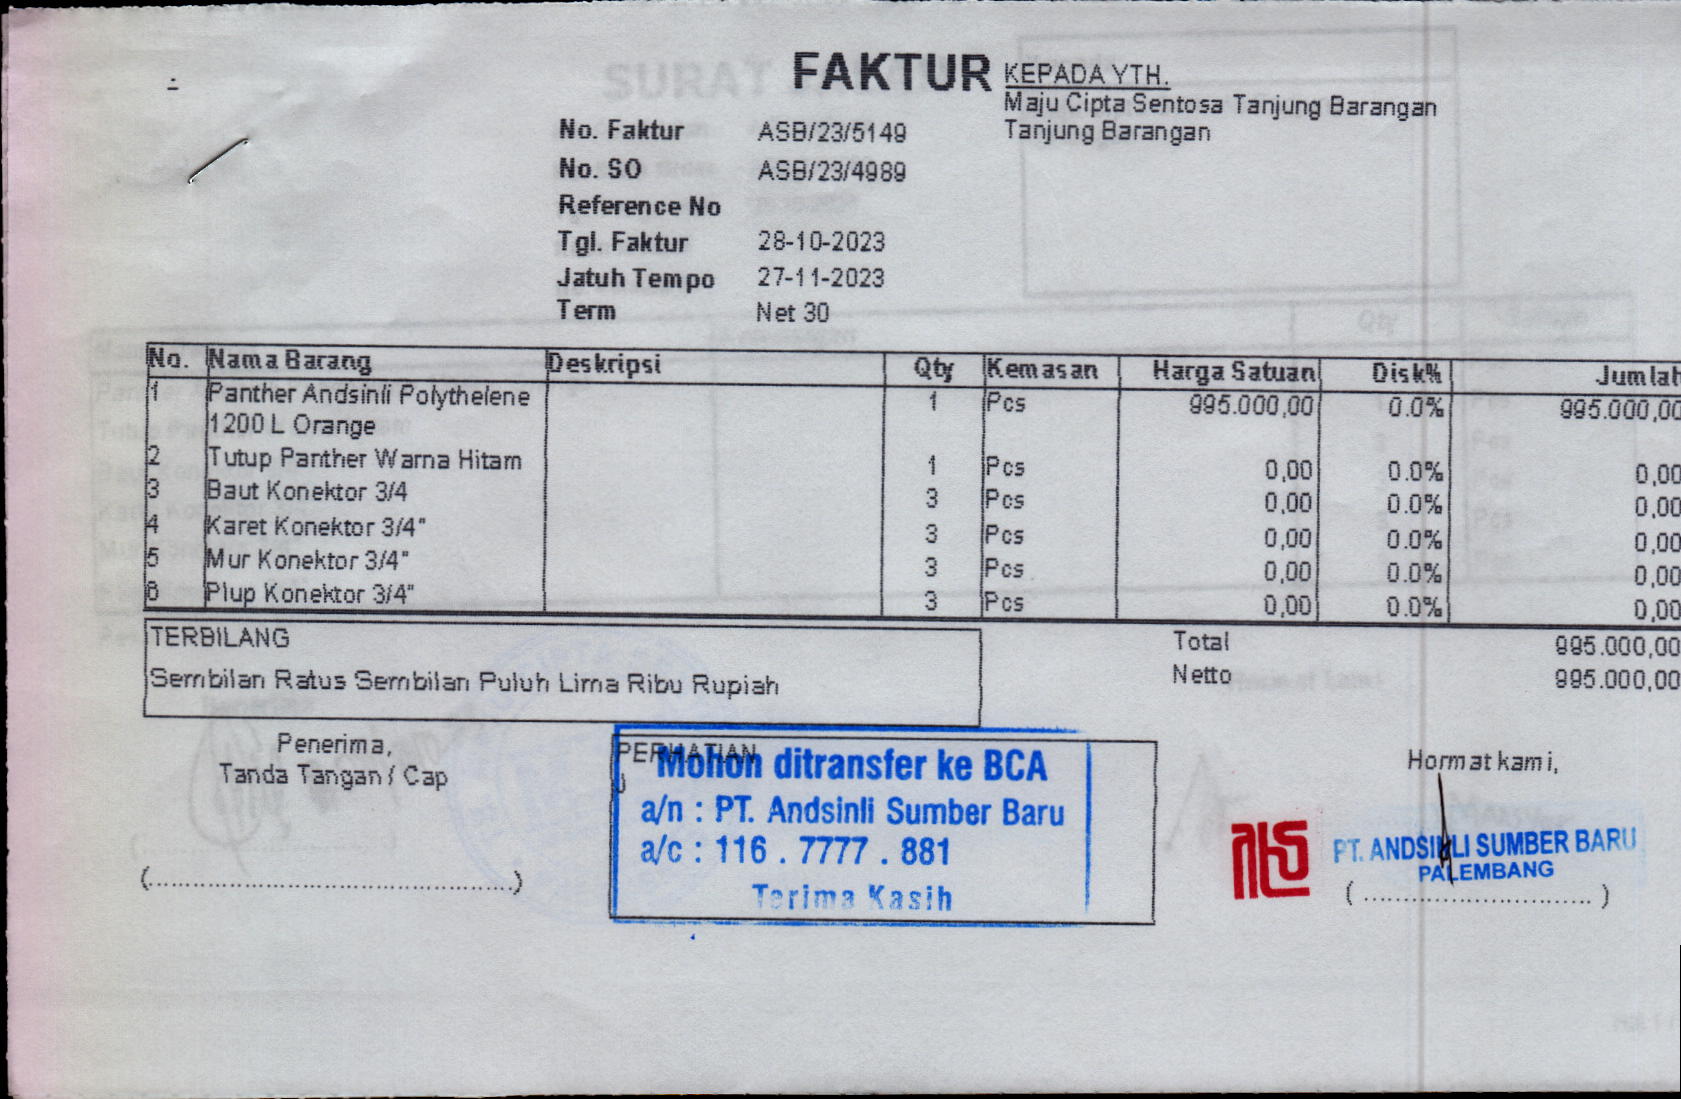 FAKTUR
KEPADA YTH.
Maju Cipta Sentosa Tanjung Barangan
Tanjung Barangan
No. Faktur ASB/23/5149
No. SO ASB/23/4989
Reference No
Tgl. Faktur 28-10-2023
Jatuh Tempo 27-11-2023
Term Net 30
No. Nama Barang Deskripsi Qty Kemasan Harga Satuan Disk% Jumlah
1 Panther Andsinli Polythelene 1 Pcs 995.000,00 0.0% 995.000,00
1200 L Orange
2 Tutup Panther Warna Hitam 1 Pcs 0,00 0.0% 0,00
3 Baut Konektor 3/4 3 Pcs 0,00 0.0% 0,00
4 Karet Konektor 3/4" 3 Pcs 0,00 0.0% 0,00
5 Mur Konektor 3/4" 3 Pcs 0,00 0.0% 0,00
6 Plup Konektor 3/4" 3 Pcs 0,00 0.0% 0,00
TERBILANG
Sembilan Ratus Sembilan Puluh Lima Ribu Rupiah
Total 995.000,00
Netto 995.000,00
Penerima,
Tanda Tangan / Cap
PERHATIAN
Mohon ditransfer ke BCA
a/n : PT. Andsinli Sumber Baru
a/c : 116 . 7777 . 881
Terima Kasih
Hormat kami,
PT. ANDSINLI SUMBER BARU
PALEMBANG